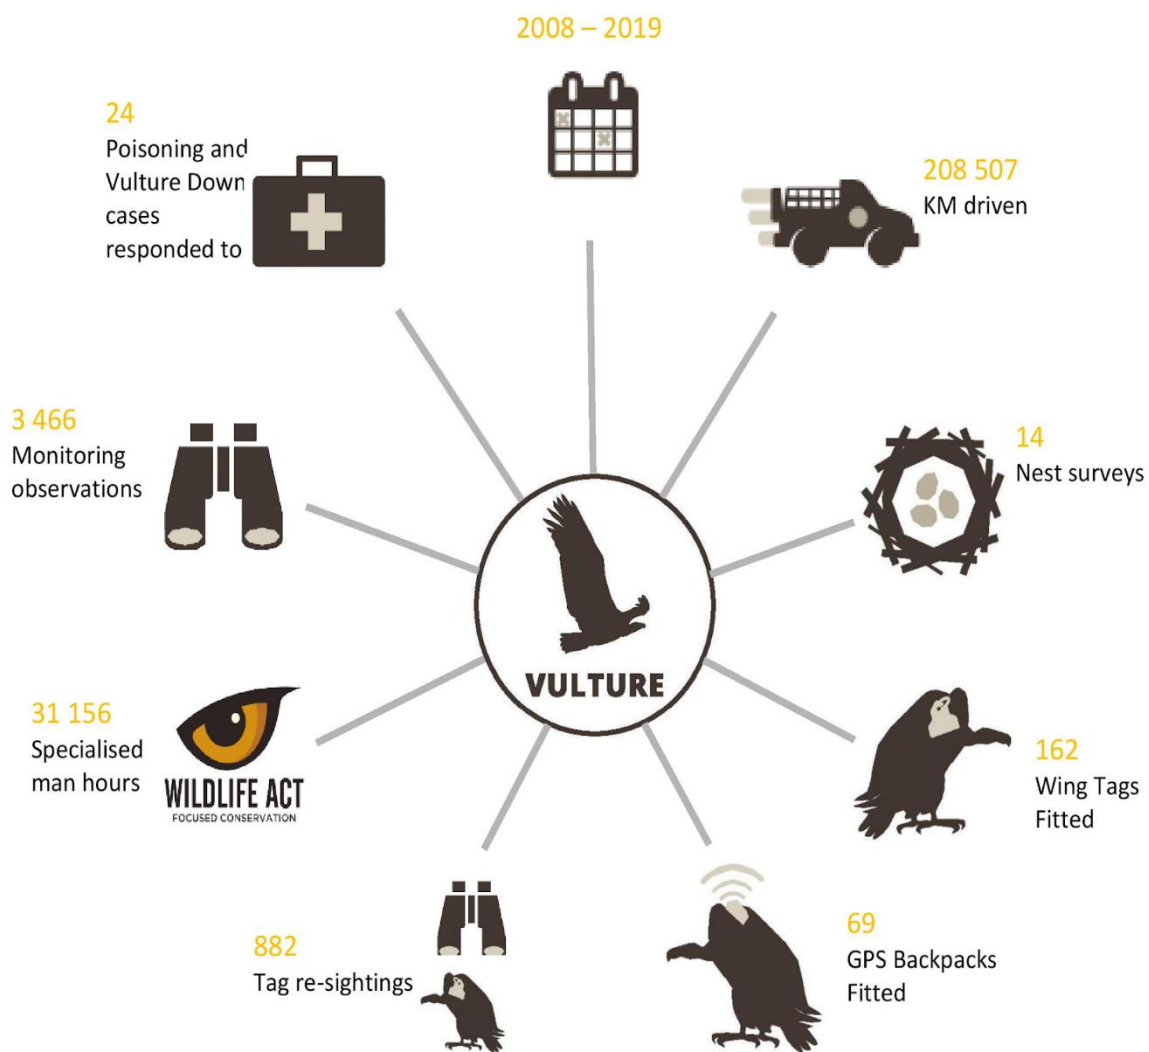 2008 – 2019
24
Poisoning and
Vulture Down
cases
responded to
208 507
KM driven
3 466
Monitoring
observations
14
Nest surveys
VULTURE
31 156
Specialised
man hours
WILDLIFE ACT
FOCUSED CONSERVATION
162
Wing Tags
Fitted
882
Tag re-sightings
69
GPS Backpacks
Fitted